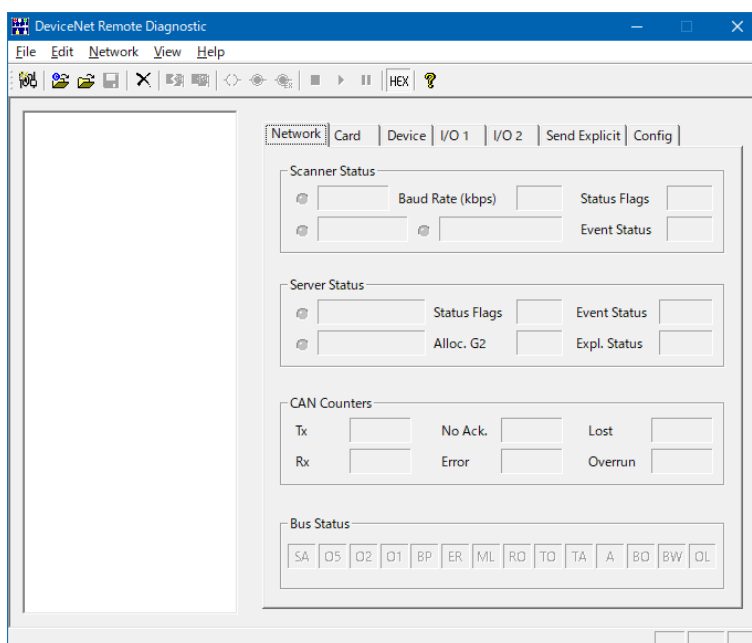 DeviceNet Remote Diagnostic
File Edit Network View Help
HEX
Network Card Device I/O 1 I/O 2 Send Explicit Config
Scanner Status
Baud Rate (kbps) Status Flags
Event Status
Server Status
Status Flags Event Status
Alloc. G2 Expl. Status
CAN Counters
Tx No Ack. Lost
Rx Error Overrun
Bus Status
SA O5 O2 O1 BP ER ML RO TO TA A BO BW OL